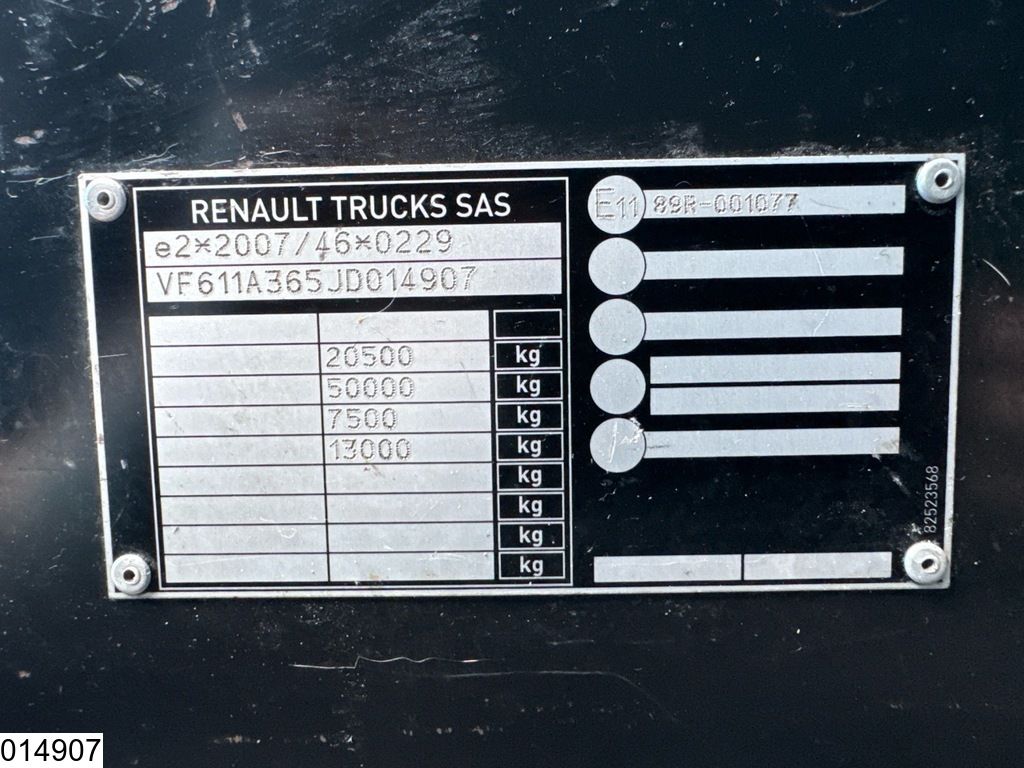 RENAULT TRUCKS SAS
e2*2007/46*0229
VF611A365JD014907
20500 kg
50000 kg
7500 kg
13000 kg
kg
kg
kg
kg
E11 89R-001077
82523568
014907